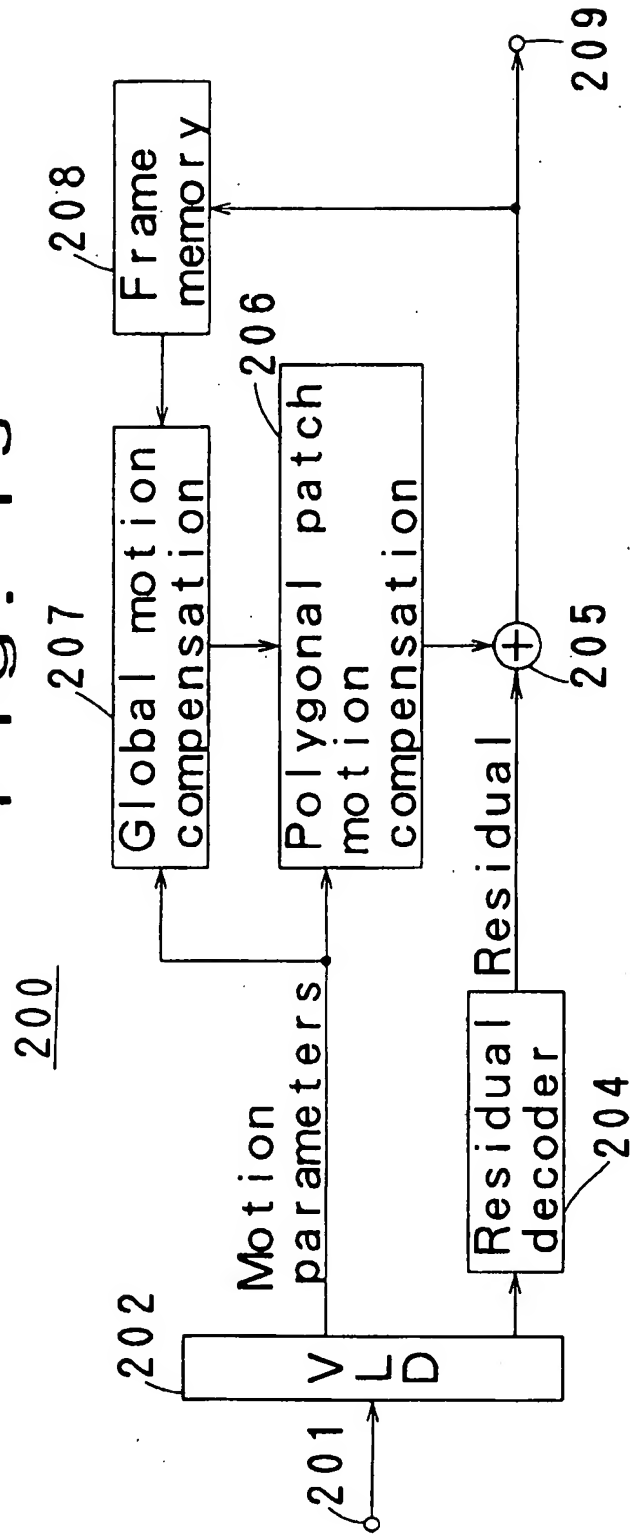 200
201
202
VLD
Motion
parameters
207
Global motion
compensation
208
Frame
memory
206
Polygonal patch
motion
compensation
Residual
decoder
204
Residual
205
209